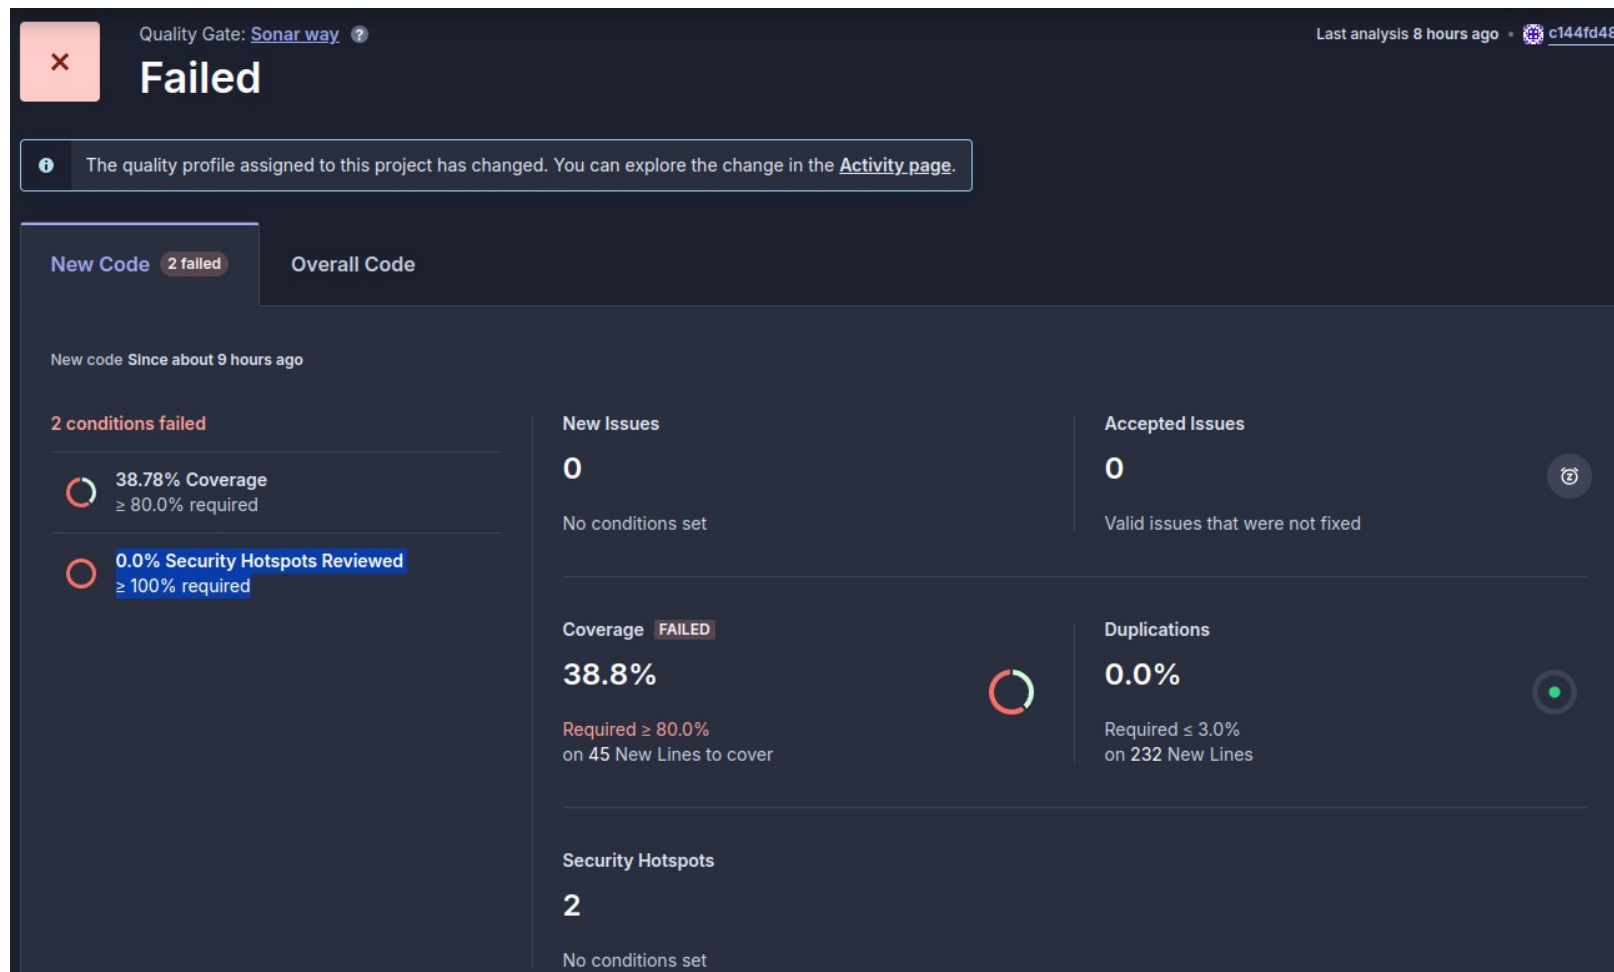 Quality Gate: Sonar way ?
Last analysis 8 hours ago • c144fd48
Failed
The quality profile assigned to this project has changed. You can explore the change in the Activity page.
New Code 2 failed
Overall Code
New code Since about 9 hours ago
2 conditions failed
38.78% Coverage
≥ 80.0% required
0.0% Security Hotspots Reviewed
≥ 100% required
New Issues
0
No conditions set
Accepted Issues
0
Valid issues that were not fixed
Coverage FAILED
38.8%
Required ≥ 80.0%
on 45 New Lines to cover
Duplications
0.0%
Required ≤ 3.0%
on 232 New Lines
Security Hotspots
2
No conditions set